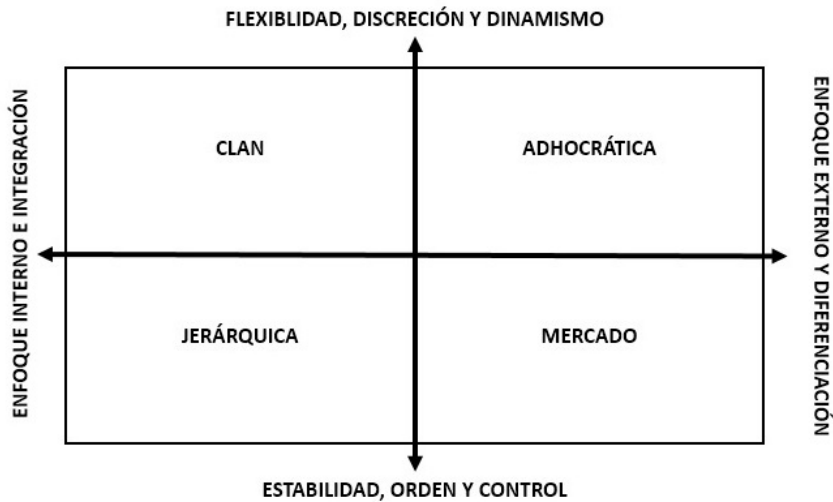 FLEXIBLIDAD, DISCRECIÓN Y DINAMISMO
ENFOQUE INTERNO E INTEGRACIÓN
CLAN
ADHOCRÁTICA
ENFOQUE EXTERNO Y DIFERENCIACIÓN
JERÁRQUICA
MERCADO
ESTABILIDAD, ORDEN Y CONTROL